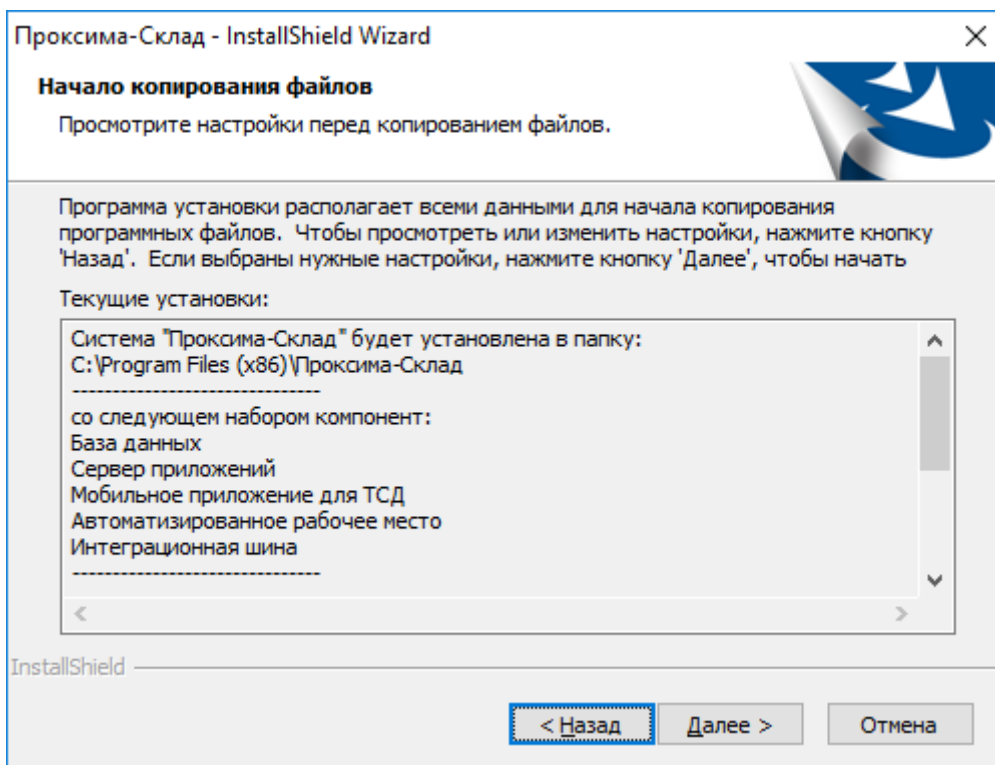 Проксима-Склад - InstallShield Wizard
Начало копирования файлов
Просмотрите настройки перед копированием файлов.
Программа установки располагает всеми данными для начала копирования
программных файлов.  Чтобы просмотреть или изменить настройки, нажмите кнопку
'Назад'.  Если выбраны нужные настройки, нажмите кнопку 'Далее', чтобы начать
Текущие установки:
Система "Проксима-Склад" будет установлена в папку:
C:\Program Files (x86)\Проксима-Склад
-------------------------------
со следующем набором компонент:
База данных
Сервер приложений
Мобильное приложение для ТСД
Автоматизированное рабочее место
Интеграционная шина
-------------------------------
InstallShield
< Назад
Далее >
Отмена